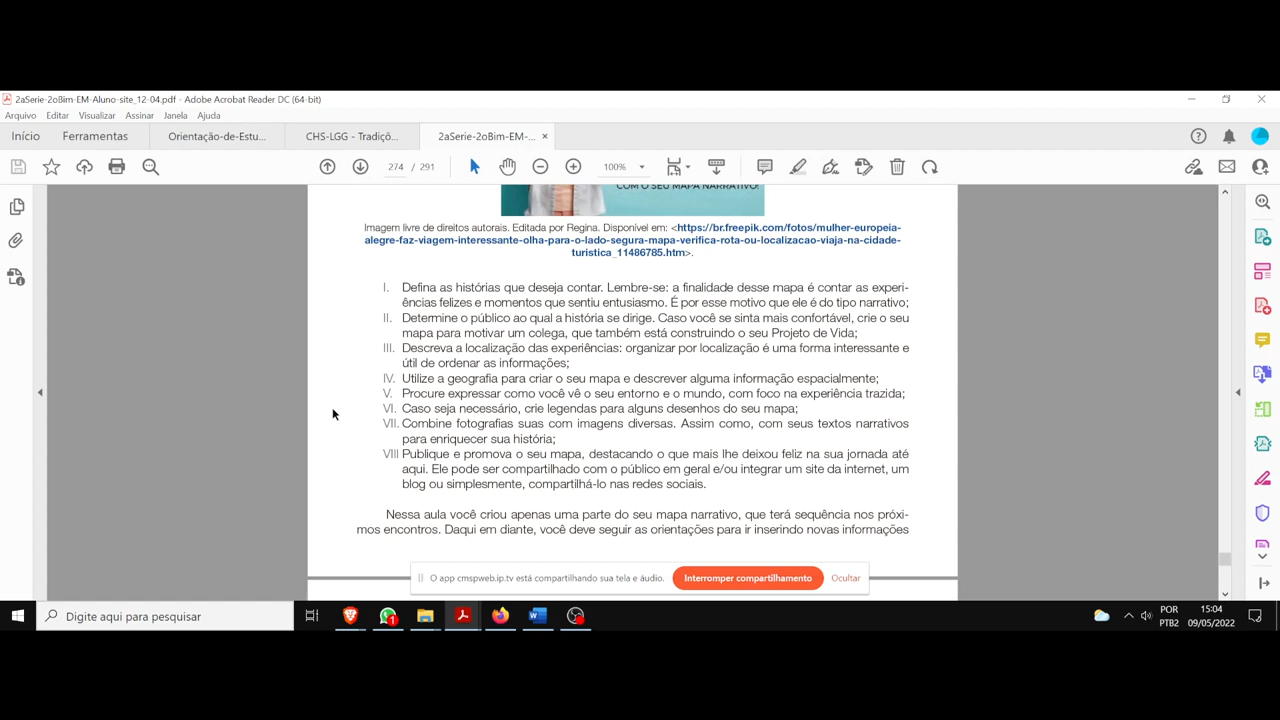 2aSerie-2oBim-EM-Aluno-site_12-04.pdf - Adobe Acrobat Reader DC (64-bit)
Arquivo Editar Visualizar Assinar Janela Ajuda
Início Ferramentas Orientação-de-Estu... CHS-LGG - Tradiçõ... 2aSerie-2oBim-EM-... ×
274 / 291 100%
COM O SEU MAPA NARRATIVO!
Imagem livre de direitos autorais. Editada por Regina. Disponível em: <https://br.freepik.com/fotos/mulher-europeia-
alegre-faz-viagem-interessante-olha-para-o-lado-segura-mapa-verifica-rota-ou-localizacao-viaja-na-cidade-
turistica_11486785.htm>.
I. Defina as histórias que deseja contar. Lembre-se: a finalidade desse mapa é contar as experi-
ências felizes e momentos que sentiu entusiasmo. É por esse motivo que ele é do tipo narrativo;
II. Determine o público ao qual a história se dirige. Caso você se sinta mais confortável, crie o seu
mapa para motivar um colega, que também está construindo o seu Projeto de Vida;
III. Descreva a localização das experiências: organizar por localização é uma forma interessante e
útil de ordenar as informações;
IV. Utilize a geografia para criar o seu mapa e descrever alguma informação espacialmente;
V. Procure expressar como você vê o seu entorno e o mundo, com foco na experiência trazida;
VI. Caso seja necessário, crie legendas para alguns desenhos do seu mapa;
VII. Combine fotografias suas com imagens diversas. Assim como, com seus textos narrativos
para enriquecer sua história;
VIII Publique e promova o seu mapa, destacando o que mais lhe deixou feliz na sua jornada até
aqui. Ele pode ser compartilhado com o público em geral e/ou integrar um site da internet, um
blog ou simplesmente, compartilhá-lo nas redes sociais.
Nessa aula você criou apenas uma parte do seu mapa narrativo, que terá sequência nos próxi-
mos encontros. Daqui em diante, você deve seguir as orientações para ir inserindo novas informações
O app cmspweb.ip.tv está compartilhando sua tela e áudio. Interromper compartilhamento Ocultar
Digite aqui para pesquisar
1
POR
PTB2
15:04
09/05/2022